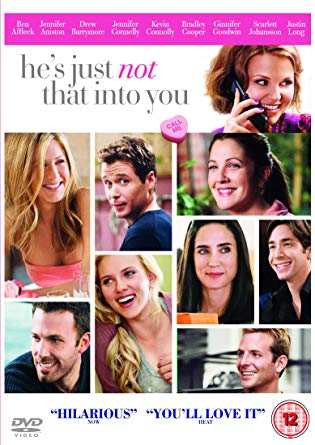 Ben Affleck Jennifer Aniston Drew Barrymore Jennifer Connelly Kevin Connolly Bradley Cooper Ginnifer Goodwin Scarlett Johansson Justin Long
he's just not
that into you
CALL
ME
"HILARIOUS" "YOU'LL LOVE IT"
NOW HEAT
DVD
VIDEO
12